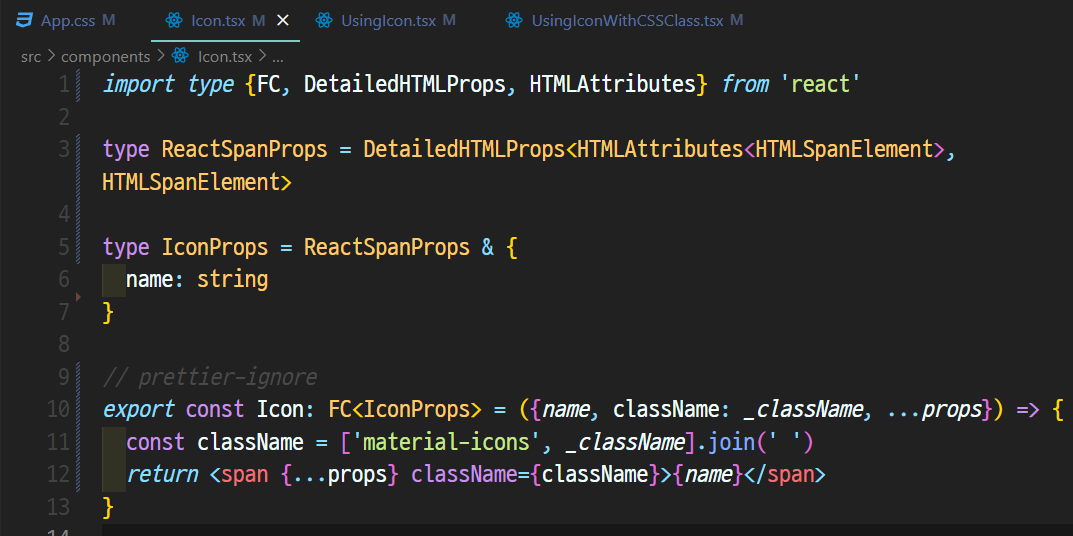 App.css M Icon.tsx M × UsingIcon.tsx M UsingIconWithCSSClass.tsx M
src > components > Icon.tsx > ...
1 import type {FC, DetailedHTMLProps, HTMLAttributes} from 'react'
2
3 type ReactSpanProps = DetailedHTMLProps<HTMLAttributes<HTMLSpanElement>,
HTMLSpanElement>
4
5 type IconProps = ReactSpanProps & {
6   name: string
7 }
8
9 // prettier-ignore
10 export const Icon: FC<IconProps> = ({name, className: _className, ...props}) => {
11   const className = ['material-icons', _className].join(' ')
12   return <span {...props} className={className}>{name}</span>
13 }
14